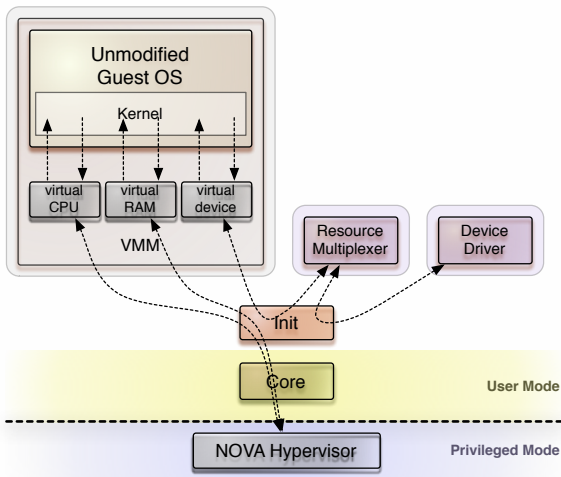 Unmodified
Guest OS
Kernel
virtual
CPU
virtual
RAM
virtual
device
VMM
Resource
Multiplexer
Device
Driver
Init
Core
User Mode
NOVA Hypervisor
Privileged Mode